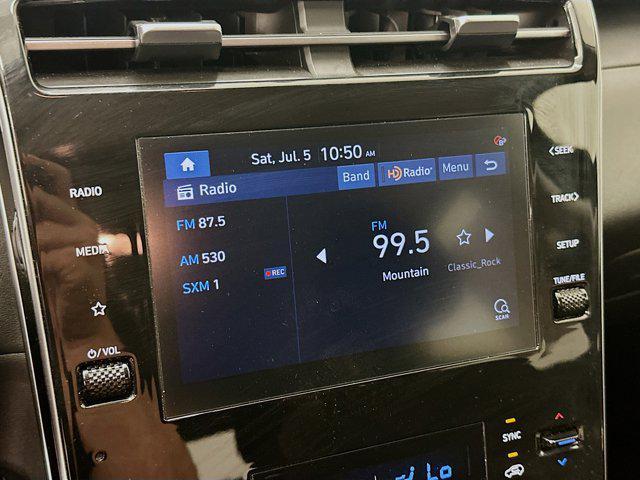 Sat, Jul. 5 10:50 AM
Radio Band HD Radio Menu
FM 87.5
AM 530
SXM 1
REC
FM
99.5
Mountain
Classic_Rock
SCAN
RADIO
MEDIA
⏻/VOL
<SEEK
TRACK>
SETUP
TUNE/FILE
SYNC